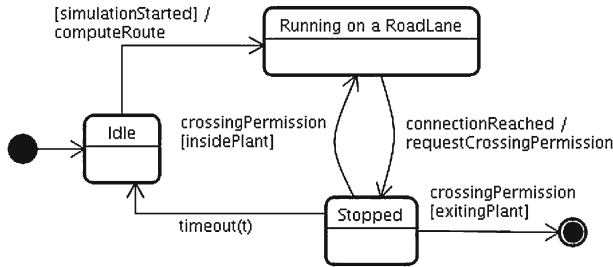 [simulationStarted] /
computeRoute
Running on a RoadLane
Idle
crossingPermission
[insidePlant]
connectionReached /
requestCrossingPermission
crossingPermission
[exitingPlant]
Stopped
timeout(t)